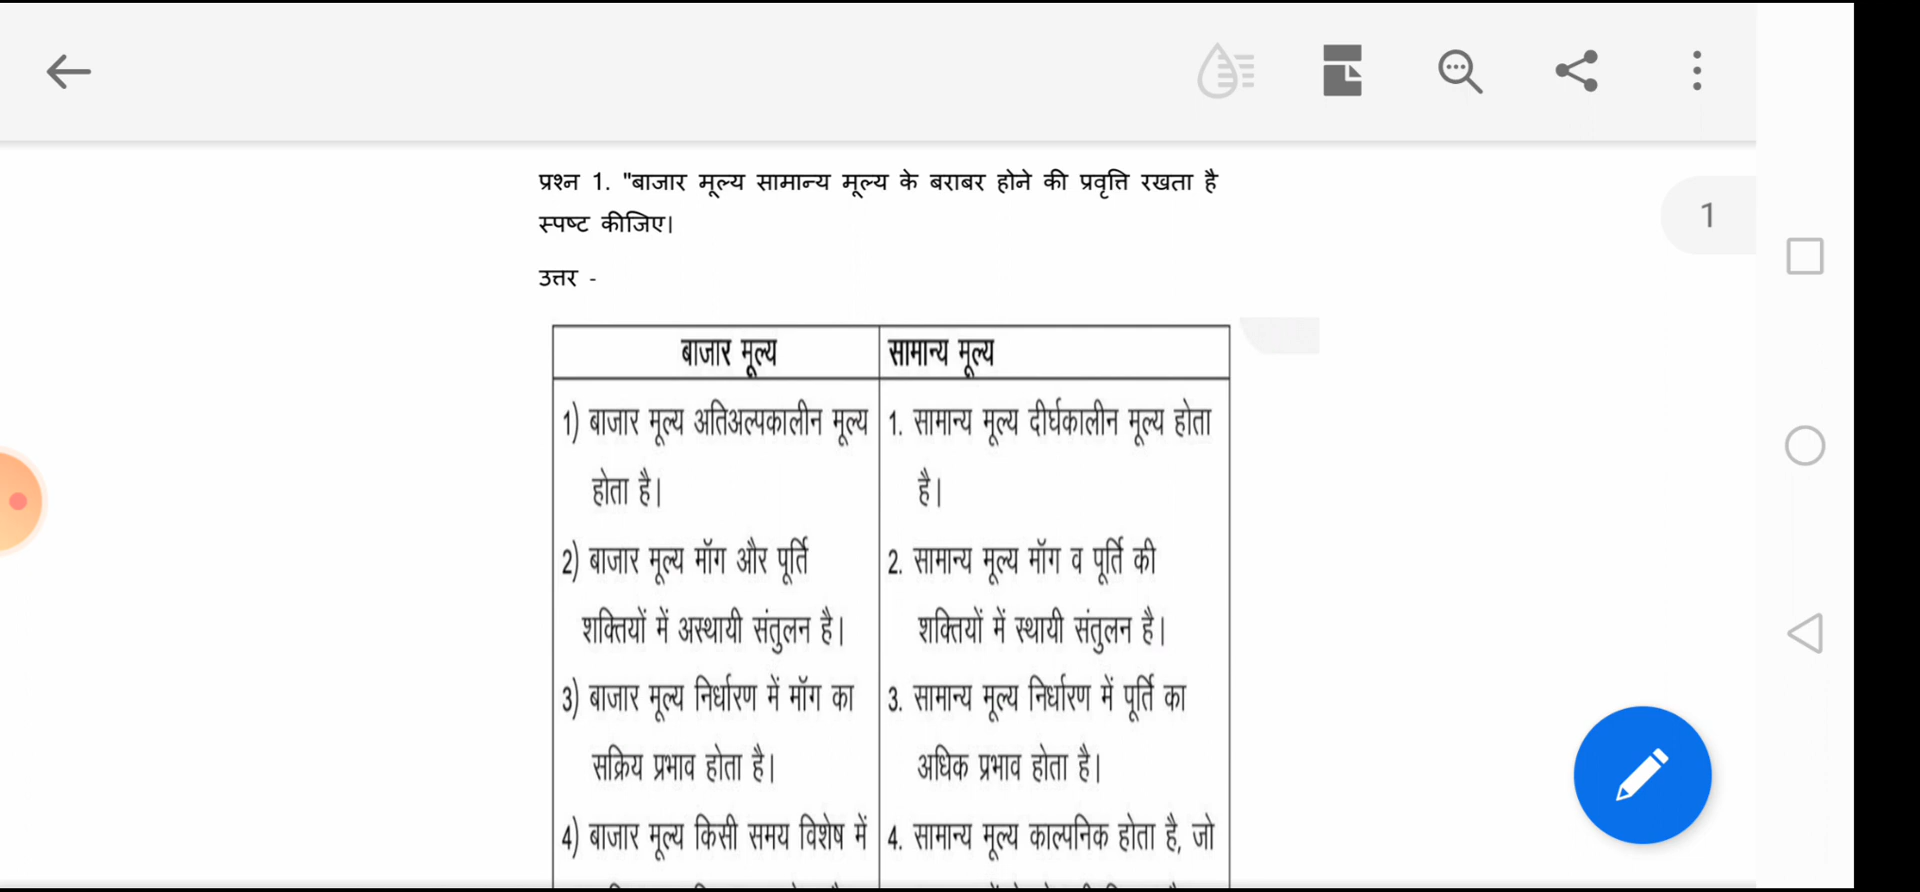 प्रश्न 1. "बाजार मूल्य सामान्य मूल्य के बराबर होने की प्रवृत्ति रखता है
स्पष्ट कीजिए।
1
उत्तर -
बाजार मूल्य
सामान्य मूल्य
1) बाजार मूल्य अतिअल्पकालीन मूल्य
होता है।
2) बाजार मूल्य मॉग और पूर्ति
शक्तियों में अस्थायी संतुलन है।
3) बाजार मूल्य निर्धारण में मॉग का
सक्रिय प्रभाव होता है।
4) बाजार मूल्य किसी समय विशेष में
1. सामान्य मूल्य दीर्घकालीन मूल्य होता
है।
2. सामान्य मूल्य मॉग व पूर्ति की
शक्तियों में स्थायी संतुलन है।
3. सामान्य मूल्य निर्धारण में पूर्ति का
अधिक प्रभाव होता है।
4. सामान्य मूल्य काल्पनिक होता है, जो